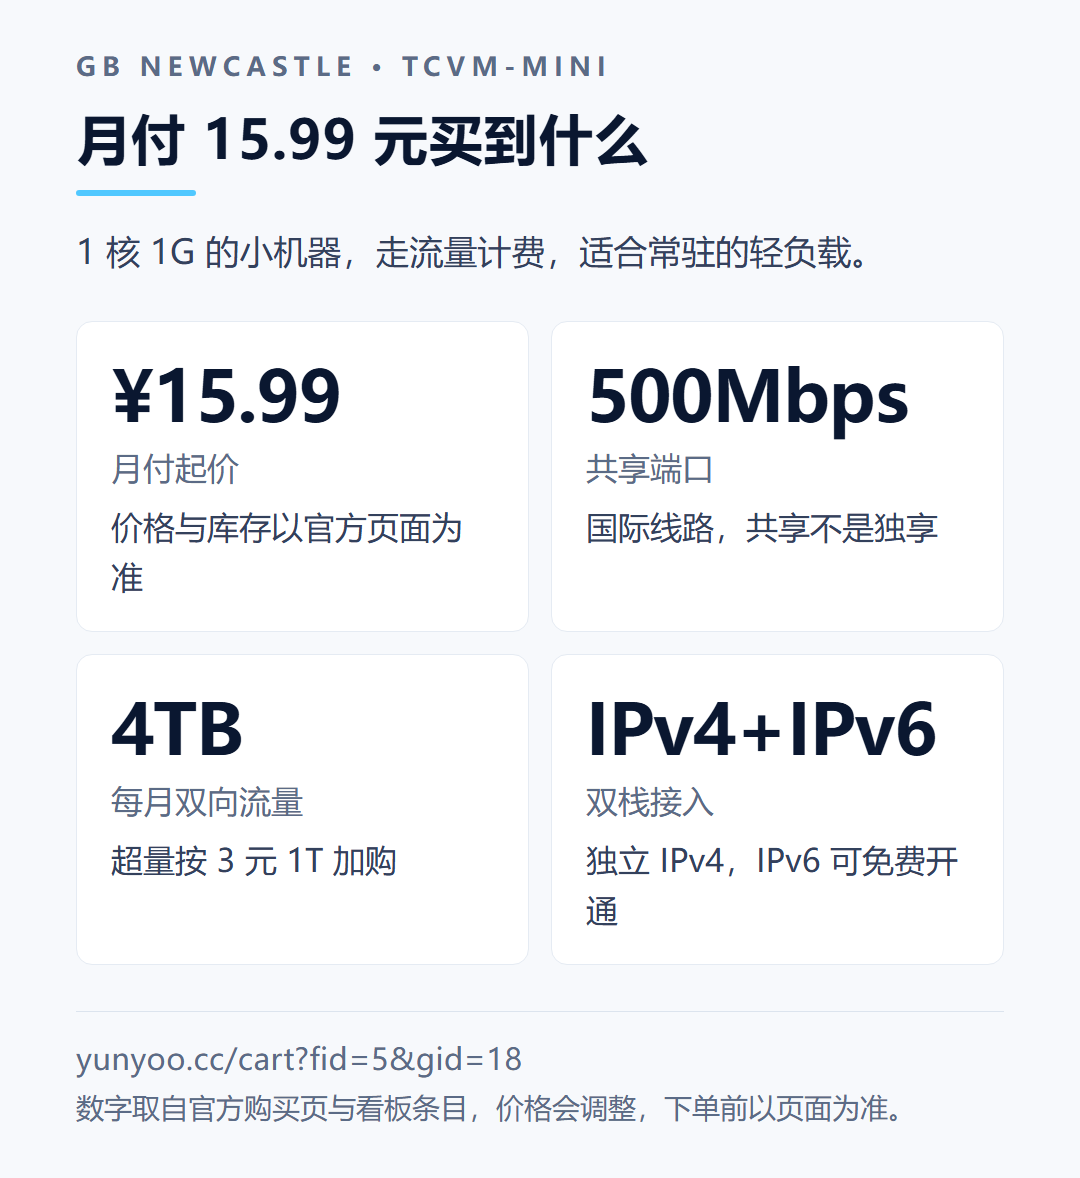 GB NEWCASTLE • TCVM-MINI
月付 15.99 元买到什么
1 核 1G 的小机器，走流量计费，适合常驻的轻负载。
¥15.99
月付起价
价格与库存以官方页面为
准
500Mbps
共享端口
国际线路，共享不是独享
4TB
每月双向流量
超量按 3 元 1T 加购
IPv4+IPv6
双栈接入
独立 IPv4，IPv6 可免费开
通
yunyoo.cc/cart?fid=5&gid=18
数字取自官方购买页与看板条目，价格会调整，下单前以页面为准。